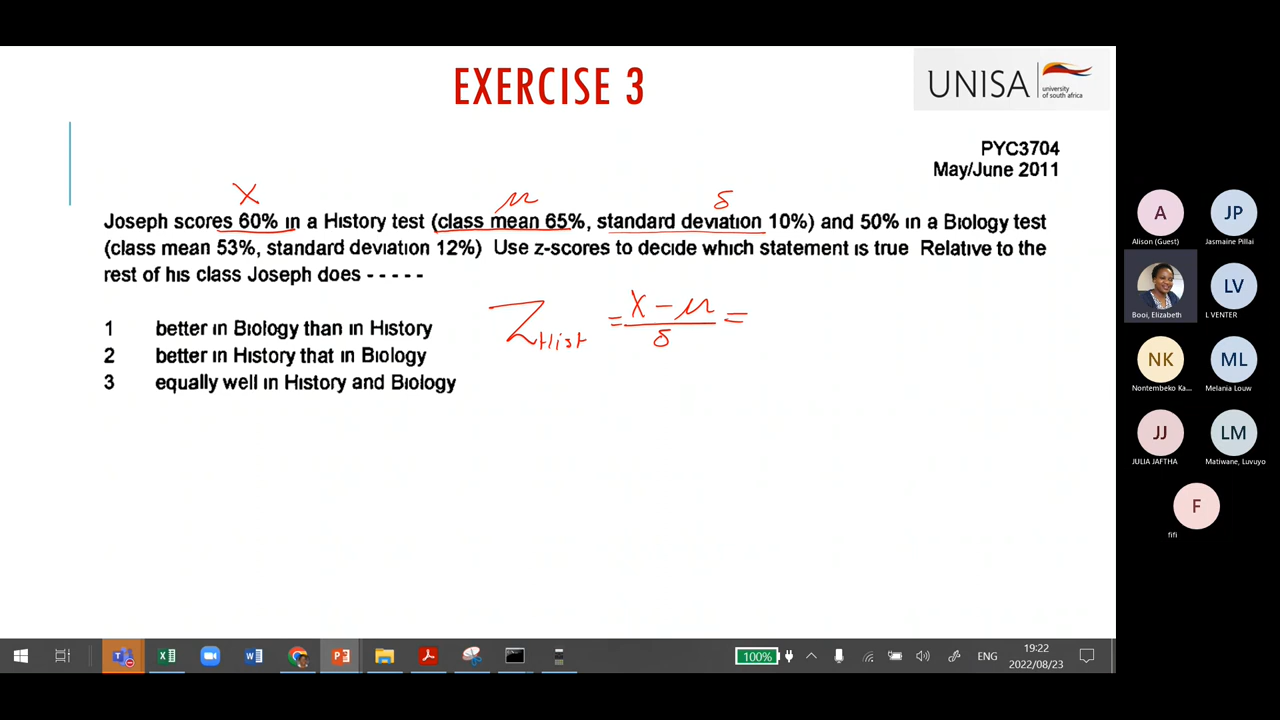 EXERCISE 3
UNISA
university
of south africa
PYC3704
May/June 2011
X μ δ
Joseph scores 60% in a History test (class mean 65%, standard deviation 10%) and 50% in a Biology test
(class mean 53%, standard deviation 12%) Use z-scores to decide which statement is true Relative to the
rest of his class Joseph does - - - - -
Z Hist = X - μ / δ =
1 better in Biology than in History
2 better in History that in Biology
3 equally well in History and Biology
A
Alison (Guest)
JP
Jasmaine Pillai
Booi, Elizabeth
LV
L VENTER
NK
Nontembeko Ka...
ML
Melania Louw
JJ
JULIA JAFTHA
LM
Matiwane, Luvuyo
F
fifi
100%
ENG
19:22
2022/08/23